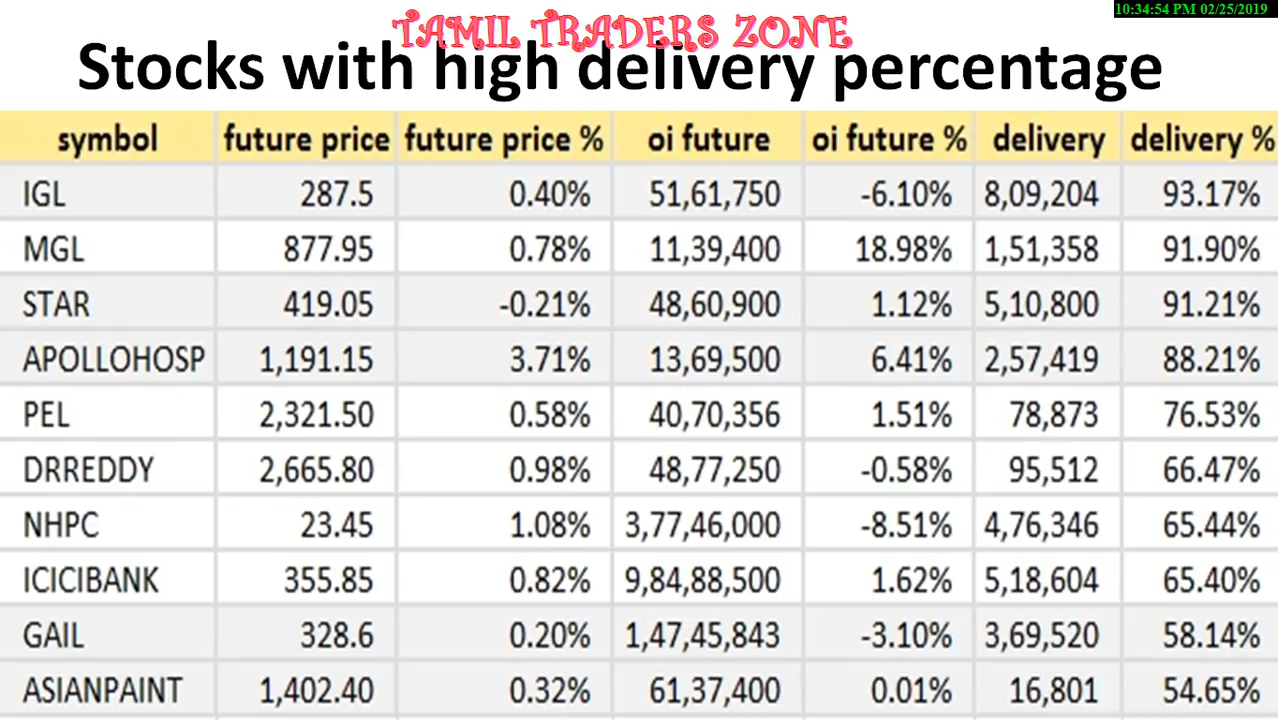 10:34:54 PM 02/25/2019
TAMIL TRADERS ZONE
Stocks with high delivery percentage
symbol future price future price % oi future oi future % delivery delivery %
IGL 287.5 0.40% 51,61,750 -6.10% 8,09,204 93.17%
MGL 877.95 0.78% 11,39,400 18.98% 1,51,358 91.90%
STAR 419.05 -0.21% 48,60,900 1.12% 5,10,800 91.21%
APOLLOHOSP 1,191.15 3.71% 13,69,500 6.41% 2,57,419 88.21%
PEL 2,321.50 0.58% 40,70,356 1.51% 78,873 76.53%
DRREDDY 2,665.80 0.98% 48,77,250 -0.58% 95,512 66.47%
NHPC 23.45 1.08% 3,77,46,000 -8.51% 4,76,346 65.44%
ICICIBANK 355.85 0.82% 9,84,88,500 1.62% 5,18,604 65.40%
GAIL 328.6 0.20% 1,47,45,843 -3.10% 3,69,520 58.14%
ASIANPAINT 1,402.40 0.32% 61,37,400 0.01% 16,801 54.65%